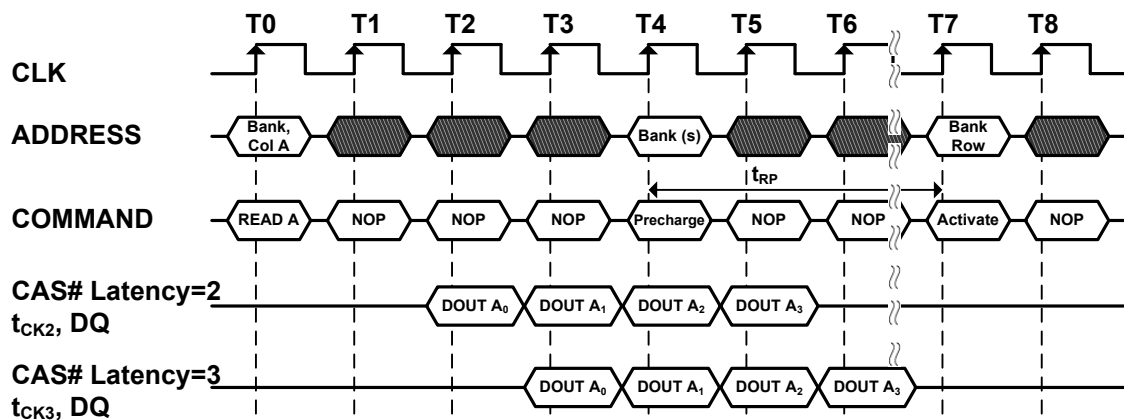 T0 T1 T2 T3 T4 T5 T6 T7 T8
CLK
ADDRESS Bank, Col A Bank (s) Bank Row
tRP
COMMAND READ A NOP NOP NOP Precharge NOP NOP Activate NOP
CAS# Latency=2
tCK2, DQ DOUT A0 DOUT A1 DOUT A2 DOUT A3
CAS# Latency=3
tCK3, DQ DOUT A0 DOUT A1 DOUT A2 DOUT A3